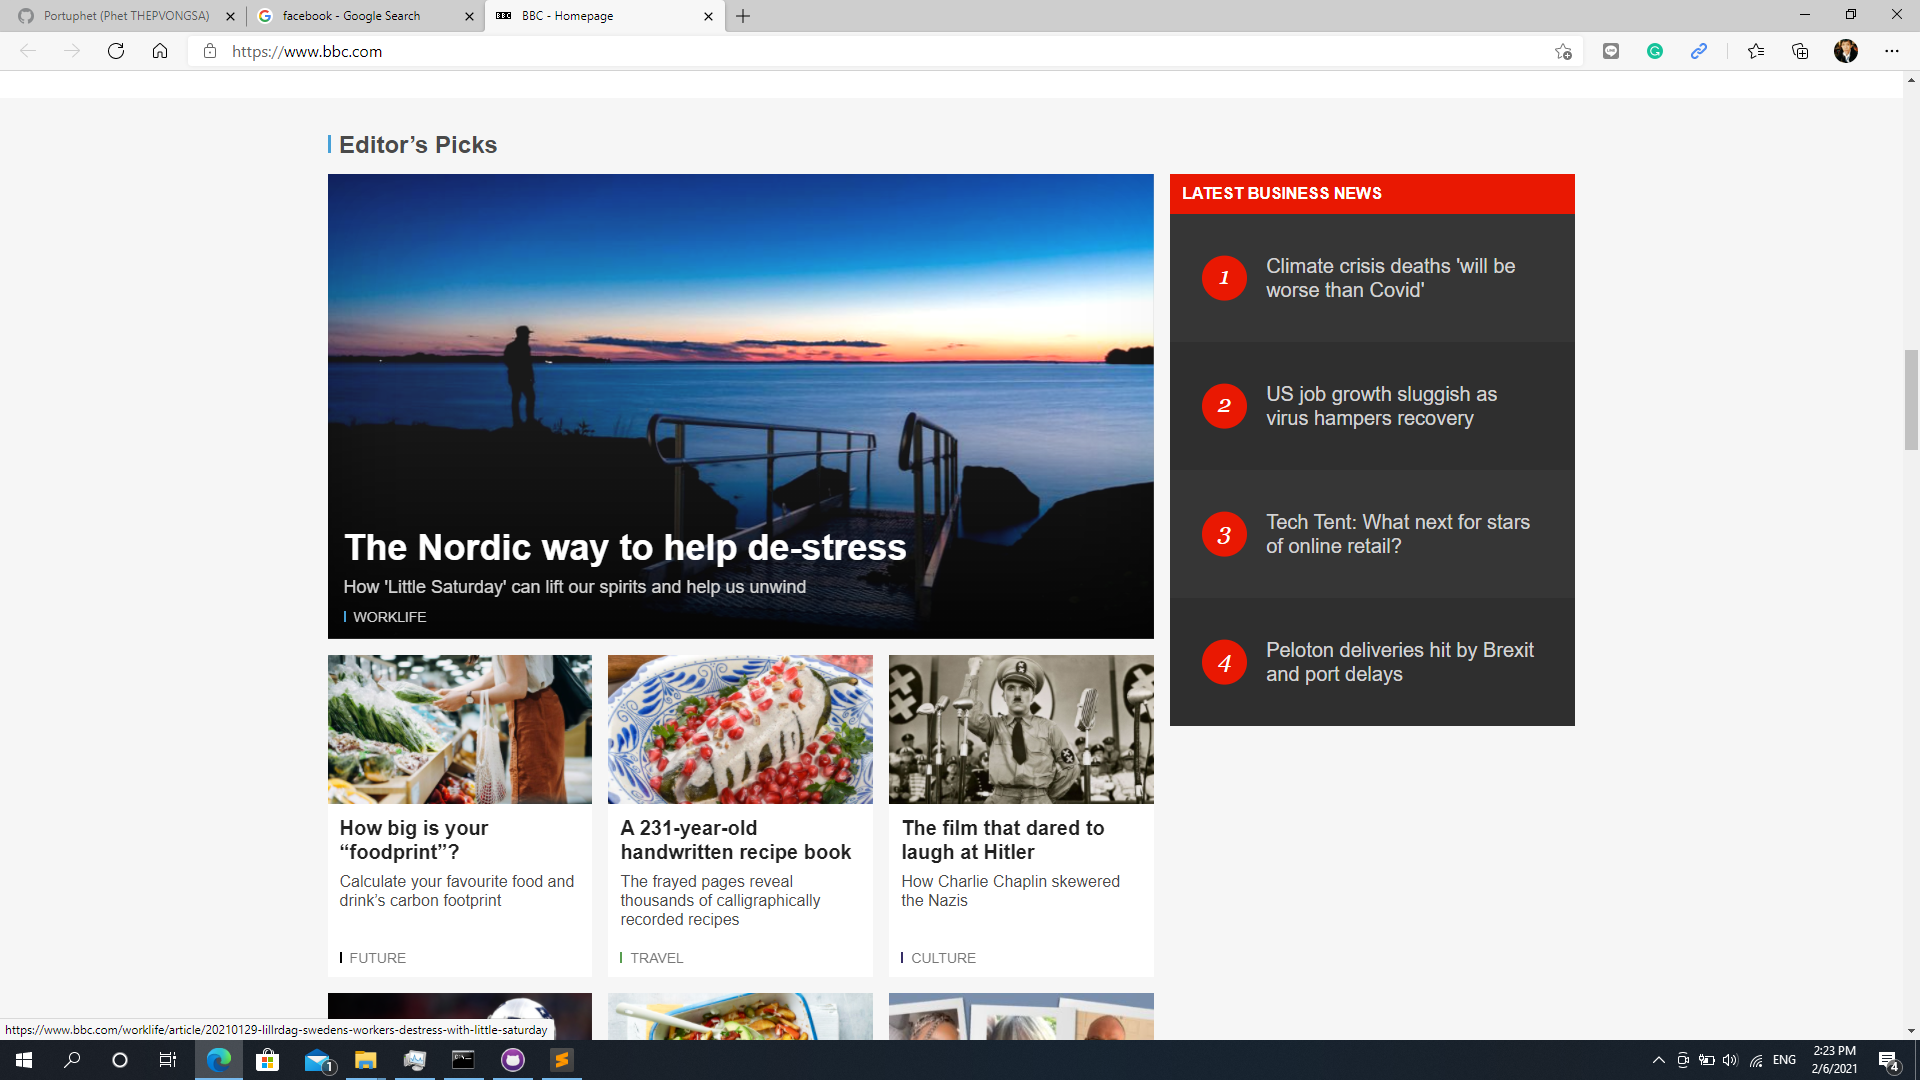 Portuphet (Phet THEPVONGSA)
facebook - Google Search
BBC - Homepage
https://www.bbc.com
Editor’s Picks
The Nordic way to help de-stress
How 'Little Saturday' can lift our spirits and help us unwind
WORKLIFE
LATEST BUSINESS NEWS
1
Climate crisis deaths 'will be
worse than Covid'
2
US job growth sluggish as
virus hampers recovery
3
Tech Tent: What next for stars
of online retail?
4
Peloton deliveries hit by Brexit
and port delays
How big is your
“foodprint”?
Calculate your favourite food and
drink’s carbon footprint
FUTURE
A 231-year-old
handwritten recipe book
The frayed pages reveal
thousands of calligraphically
recorded recipes
TRAVEL
The film that dared to
laugh at Hitler
How Charlie Chaplin skewered
the Nazis
CULTURE
https://www.bbc.com/worklife/article/20210129-lillrdag-swedens-workers-destress-with-little-saturday
1
ENG
2:23 PM
2/6/2021
4